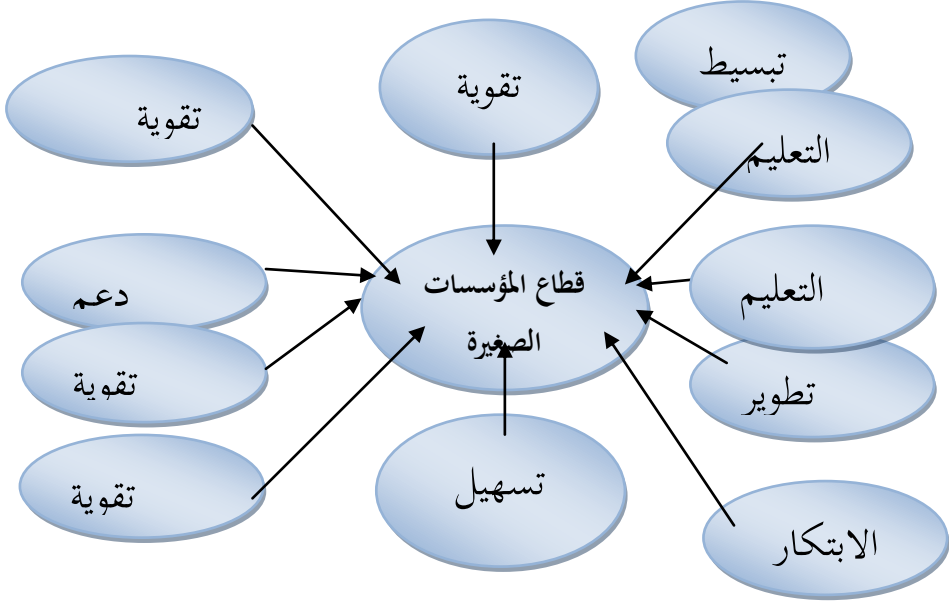 تبسيط
تقوية
تقوية
التعليم
قطاع المؤسسات
الصغيرة
التعليم
دعم
تقوية
تطوير
تقوية
تسهيل
الابتكار